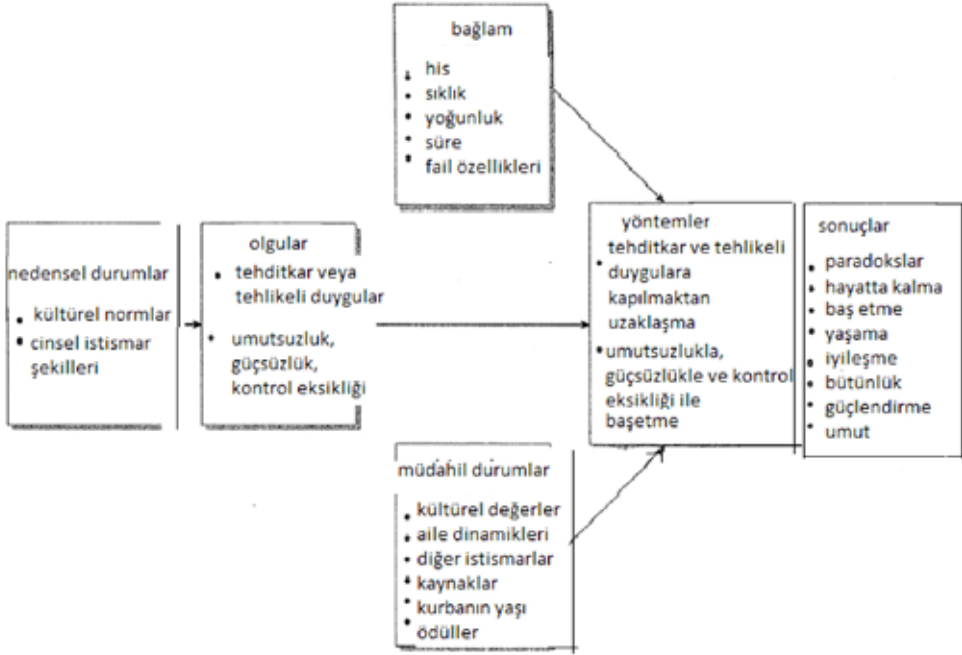 bağlam
his
sıklık
yoğunluk
süre
fail özellikleri
nedensel durumlar
kültürel normlar
cinsel istismar
şekilleri
olgular
tehditkar veya
tehlikeli duygular
umutsuzluk,
güçsüzlük,
kontrol eksikliği
yöntemler
tehditkar ve tehlikeli
duygulara
kapılmaktan
uzaklaşma
umutsuzlukla,
güçsüzlükle ve kontrol
eksikliği ile
başetme
sonuçlar
paradokslar
hayatta kalma
baş etme
yaşama
iyileşme
bütünlük
güçlendirme
umut
müdahil durumlar
kültürel değerler
aile dinamikleri
diğer istismarlar
kaynaklar
kurbanın yaşı
ödüller